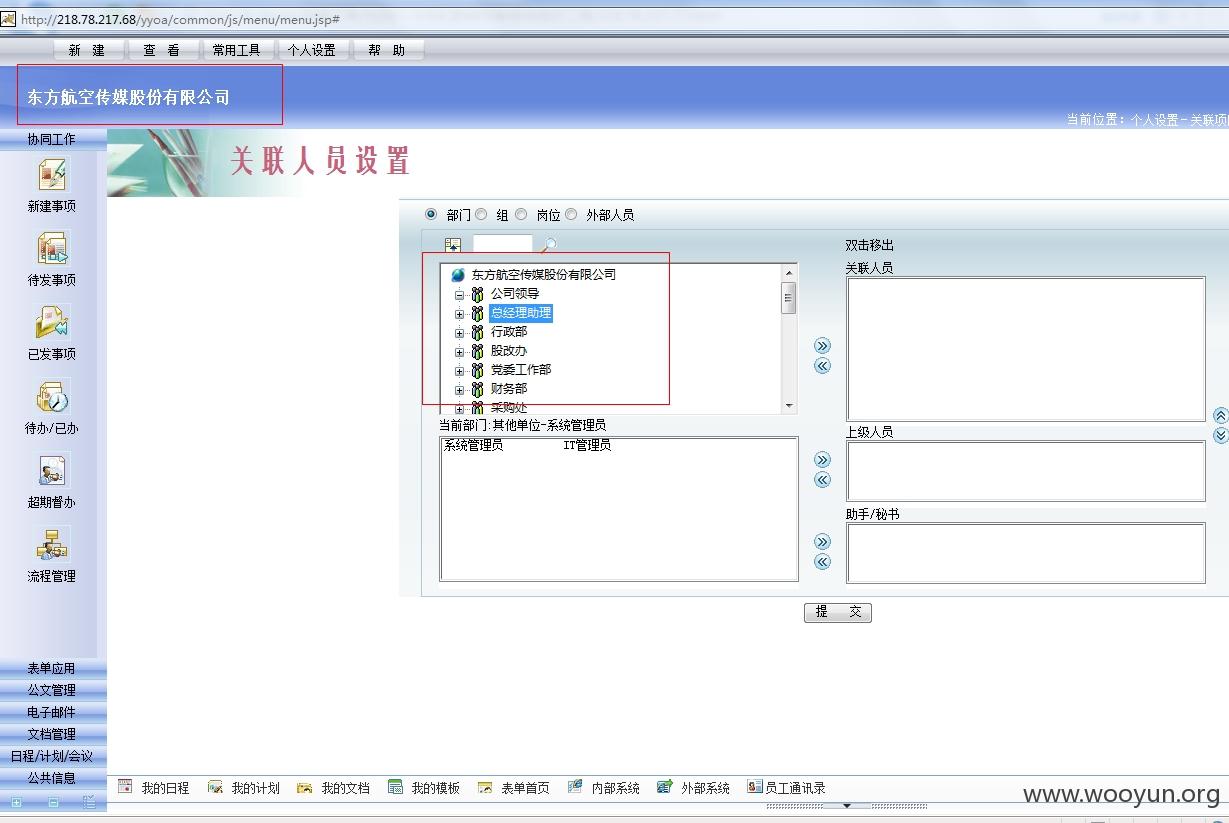 http://218.78.217.68/yyoa/common/js/menu/menu.jsp#
新 建 查 看 常用工具 个人设置 帮 助
东方航空传媒股份有限公司
当前位置：个人设置-关联项
协同工作
关联人员设置
新建事项
待发事项
已发事项
待办/已办
超期督办
流程管理
部门 组 岗位 外部人员
东方航空传媒股份有限公司
公司领导
总经理助理
行政部
股改办
党委工作部
财务部
采购处
当前部门:其他单位-系统管理员
系统管理员 IT管理员
双击移出
关联人员
上级人员
助手/秘书
提 交
表单应用
公文管理
电子邮件
文档管理
日程/计划/会议
公共信息
我的日程 我的计划 我的文档 我的模板 表单首页 内部系统 外部系统 员工通讯录
www.wooyun.org